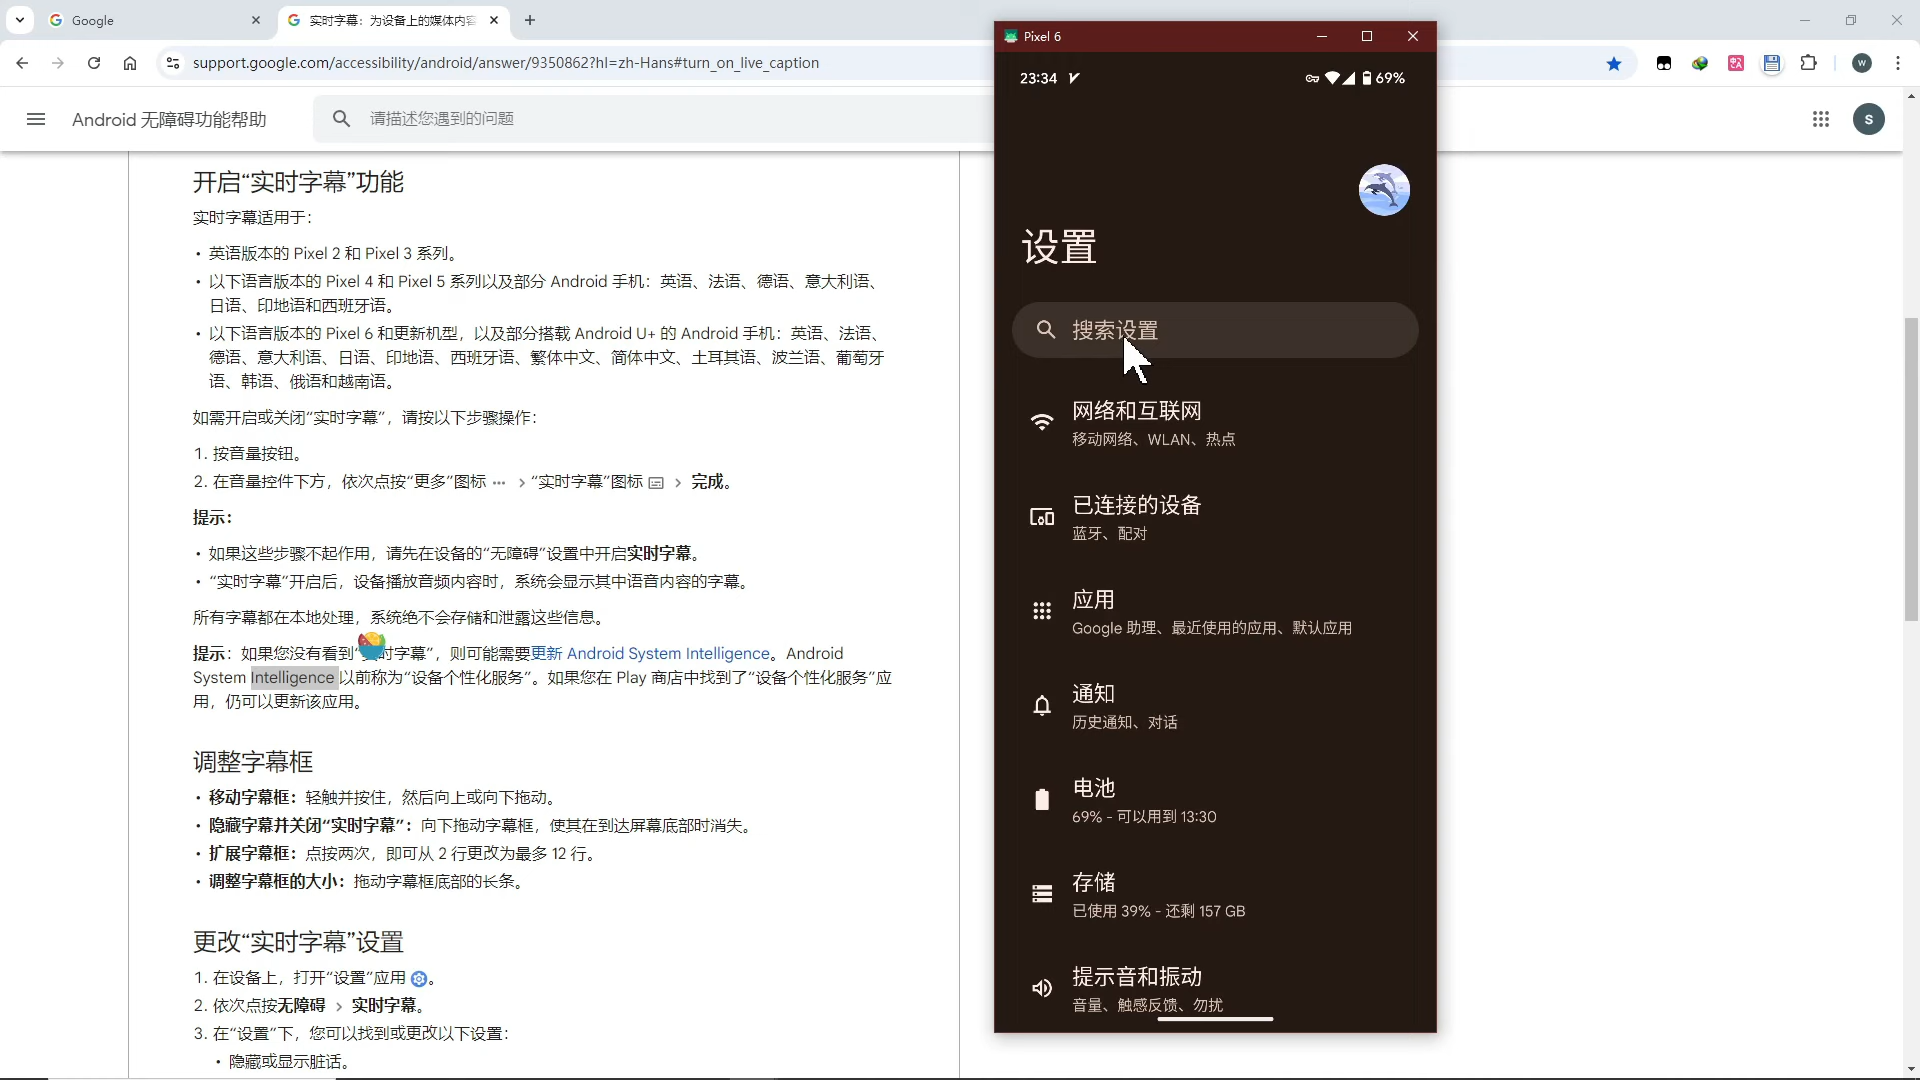 Google
实时字幕：为设备上的媒体内容
support.google.com/accessibility/android/answer/9350862?hl=zh-Hans#turn_on_live_caption
W
Android 无障碍功能帮助
请描述您遇到的问题
S
开启“实时字幕”功能
实时字幕适用于：
• 英语版本的 Pixel 2 和 Pixel 3 系列。
• 以下语言版本的 Pixel 4 和 Pixel 5 系列以及部分 Android 手机：英语、法语、德语、意大利语、
日语、印地语和西班牙语。
• 以下语言版本的 Pixel 6 和更新机型，以及部分搭载 Android U+ 的 Android 手机：英语、法语、
德语、意大利语、日语、印地语、西班牙语、繁体中文、简体中文、土耳其语、波兰语、葡萄牙
语、韩语、俄语和越南语。
如需开启或关闭“实时字幕”，请按以下步骤操作：
1. 按音量按钮。
2. 在音量控件下方，依次点按“更多”图标 ··· > “实时字幕”图标 > 完成。
提示：
• 如果这些步骤不起作用，请先在设备的“无障碍”设置中开启实时字幕。
• “实时字幕”开启后，设备播放音频内容时，系统会显示其中语音内容的字幕。
所有字幕都在本地处理，系统绝不会存储和泄露这些信息。
提示：如果您没有看到“时字幕”，则可能需要更新 Android System Intelligence。Android
System Intelligence 以前称为“设备个性化服务”。如果您在 Play 商店中找到了“设备个性化服务”应
用，仍可以更新该应用。
调整字幕框
• 移动字幕框：轻触并按住，然后向上或向下拖动。
• 隐藏字幕并关闭“实时字幕”：向下拖动字幕框，使其在到达屏幕底部时消失。
• 扩展字幕框：点按两次，即可从 2 行更改为最多 12 行。
• 调整字幕框的大小：拖动字幕框底部的长条。
更改“实时字幕”设置
1. 在设备上，打开“设置”应用 。
2. 依次点按无障碍 > 实时字幕。
3. 在“设置”下，您可以找到或更改以下设置：
• 隐藏或显示脏话。
Pixel 6
23:34
69%
设置
搜索设置
网络和互联网
移动网络、WLAN、热点
已连接的设备
蓝牙、配对
应用
Google 助理、最近使用的应用、默认应用
通知
历史通知、对话
电池
69% - 可以用到 13:30
存储
已使用 39% - 还剩 157 GB
提示音和振动
音量、触感反馈、勿扰